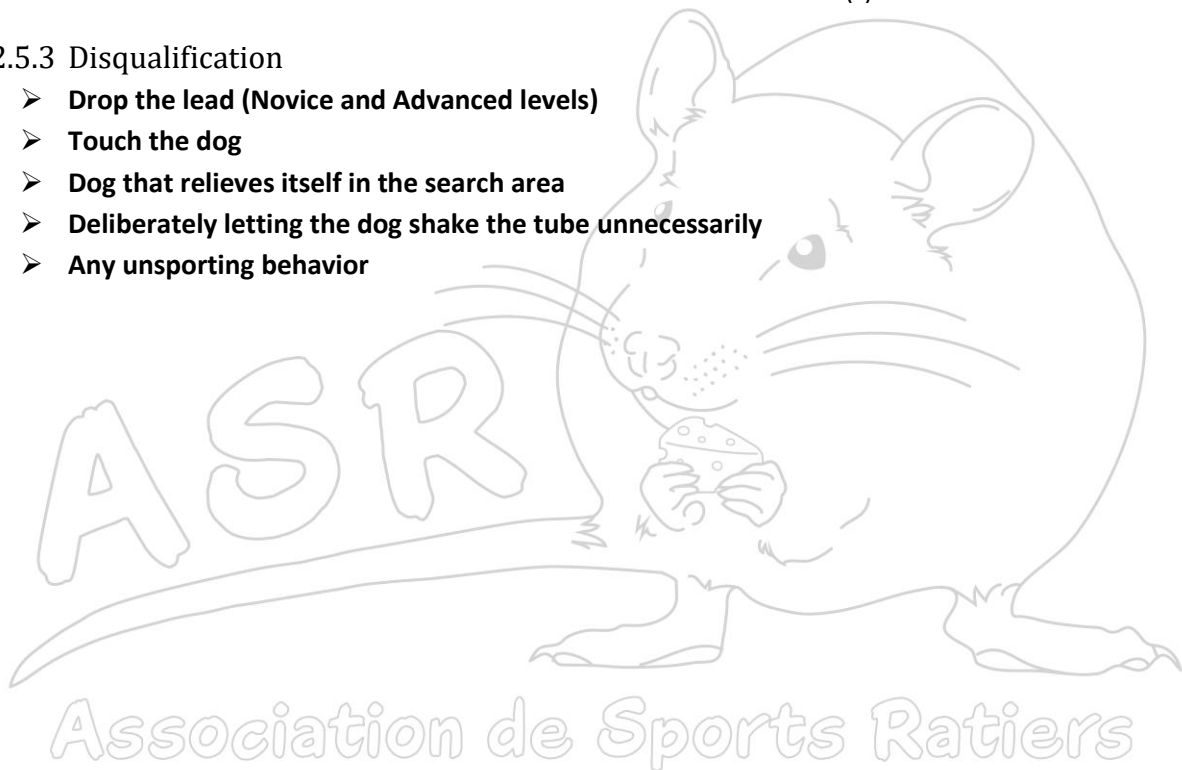 2.5.3 Disqualification
➢ Drop the lead (Novice and Advanced levels)
➢ Touch the dog
➢ Dog that relieves itself in the search area
➢ Deliberately letting the dog shake the tube unnecessarily
➢ Any unsporting behavior
ASR
Association de Sports Ratiers